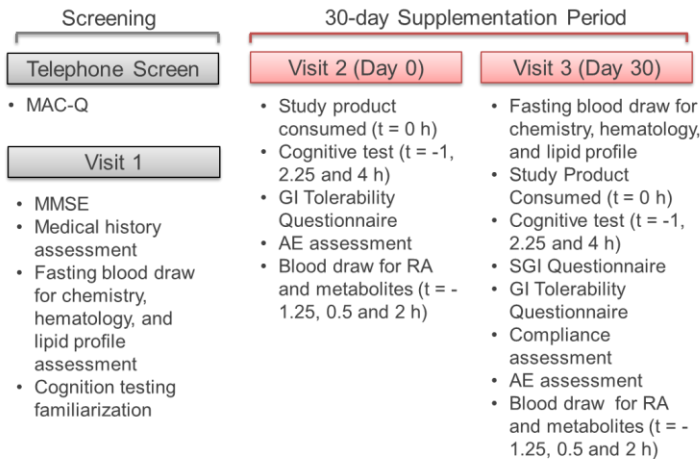 Screening
Telephone Screen
• MAC-Q
Visit 1
• MMSE
• Medical history
assessment
• Fasting blood draw
for chemistry,
hematology, and
lipid profile
assessment
• Cognition testing
familiarization
30-day Supplementation Period
Visit 2 (Day 0)
• Study product
consumed (t = 0 h)
• Cognitive test (t = -1,
2.25 and 4 h)
• GI Tolerability
Questionnaire
• AE assessment
• Blood draw for RA
and metabolites (t = -
1.25, 0.5 and 2 h)
Visit 3 (Day 30)
• Fasting blood draw for
chemistry, hematology,
and lipid profile
• Study Product
Consumed (t = 0 h)
• Cognitive test (t = -1,
2.25 and 4 h)
• SGI Questionnaire
• GI Tolerability
Questionnaire
• Compliance
assessment
• AE assessment
• Blood draw for RA
and metabolites (t = -
1.25, 0.5 and 2 h)